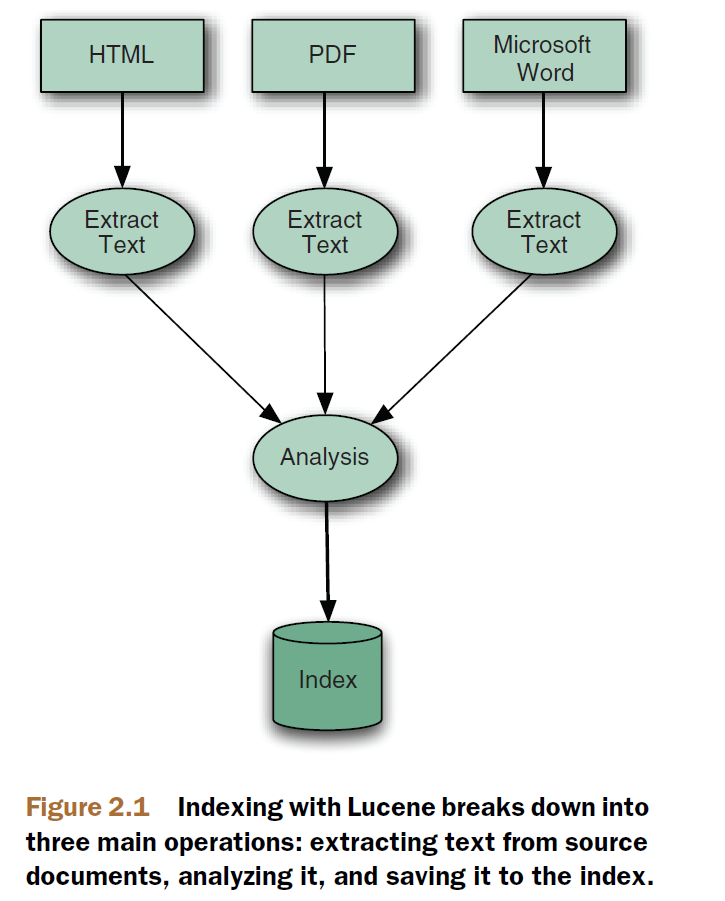 HTML
PDF
Microsoft
Word
Extract
Text
Extract
Text
Extract
Text
Analysis
Index
Figure 2.1 Indexing with Lucene breaks down into
three main operations: extracting text from source
documents, analyzing it, and saving it to the index.